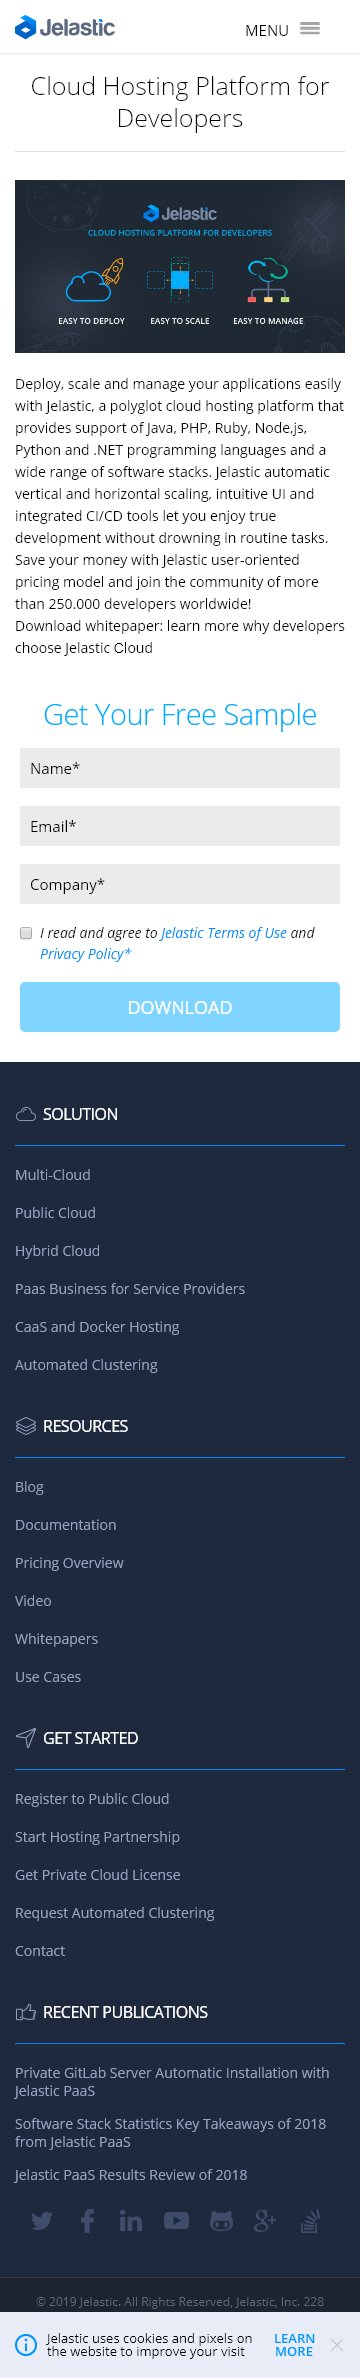 Jelastic
MENU
Cloud Hosting Platform for
Developers
Jelastic
CLOUD HOSTING PLATFORM FOR DEVELOPERS
EASY TO DEPLOY EASY TO SCALE EASY TO MANAGE
Deploy, scale and manage your applications easily
with Jelastic, a polyglot cloud hosting platform that
provides support of Java, PHP, Ruby, Node.js,
Python and .NET programming languages and a
wide range of software stacks. Jelastic automatic
vertical and horizontal scaling, intuitive UI and
integrated CI/CD tools let you enjoy true
development without drowning in routine tasks.
Save your money with Jelastic user-oriented
pricing model and join the community of more
than 250.000 developers worldwide!
Download whitepaper: learn more why developers
choose Jelastic Cloud
Get Your Free Sample
Name*
Email*
Company*
I read and agree to Jelastic Terms of Use and
Privacy Policy*
DOWNLOAD
SOLUTION
Multi-Cloud
Public Cloud
Hybrid Cloud
Paas Business for Service Providers
CaaS and Docker Hosting
Automated Clustering
RESOURCES
Blog
Documentation
Pricing Overview
Video
Whitepapers
Use Cases
GET STARTED
Register to Public Cloud
Start Hosting Partnership
Get Private Cloud License
Request Automated Clustering
Contact
RECENT PUBLICATIONS
Private GitLab Server Automatic Installation with
Jelastic PaaS
Software Stack Statistics Key Takeaways of 2018
from Jelastic PaaS
Jelastic PaaS Results Review of 2018
© 2019 Jelastic. All Rights Reserved, Jelastic, Inc. 228
Jelastic uses cookies and pixels on
the website to improve your visit
LEARN
MORE